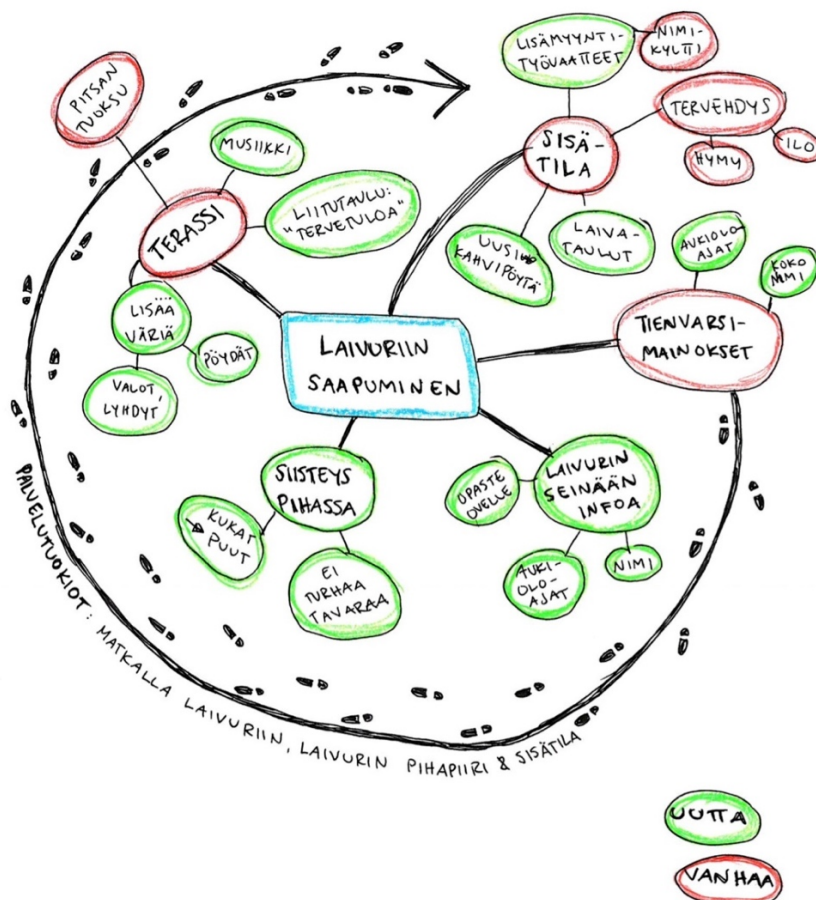 LISÄMYYNTI-
TYÖVAATTEET
NIMI-
KYLTTI
PITSAN
TUOKSU
TERVEHDYS
ILO
HYMY
SISÄ-
TILA
MUSIIKKI
LIITUTAULU:
"TERVETULOA"
TERASSI
UUSI
KAHVIPÖYTÄ
LAIVA-
TAULUT
AUKIOLO-
AJAT
KOKO
NIMI
LISÄÄ
VÄRIÄ
PÖYDÄT
VALOT,
LYHDYT
LAIVURIIN
SAAPUMINEN
TIENVARSI-
MAINOKSET
SIISTEYS
PIHASSA
KUKAT
PUUT
EI
TURHAA
TAVARAA
LAIVURIN
SEINÄÄN
INFOA
OPASTE
OVELLE
AUKI-
OLO-
AJAT
NIMI
PALVELUTUOKIOT: MATKALLA LAIVURIIN, LAIVURIN PIHAPIIRI & SISÄTILA
UUTTA
VANHAA